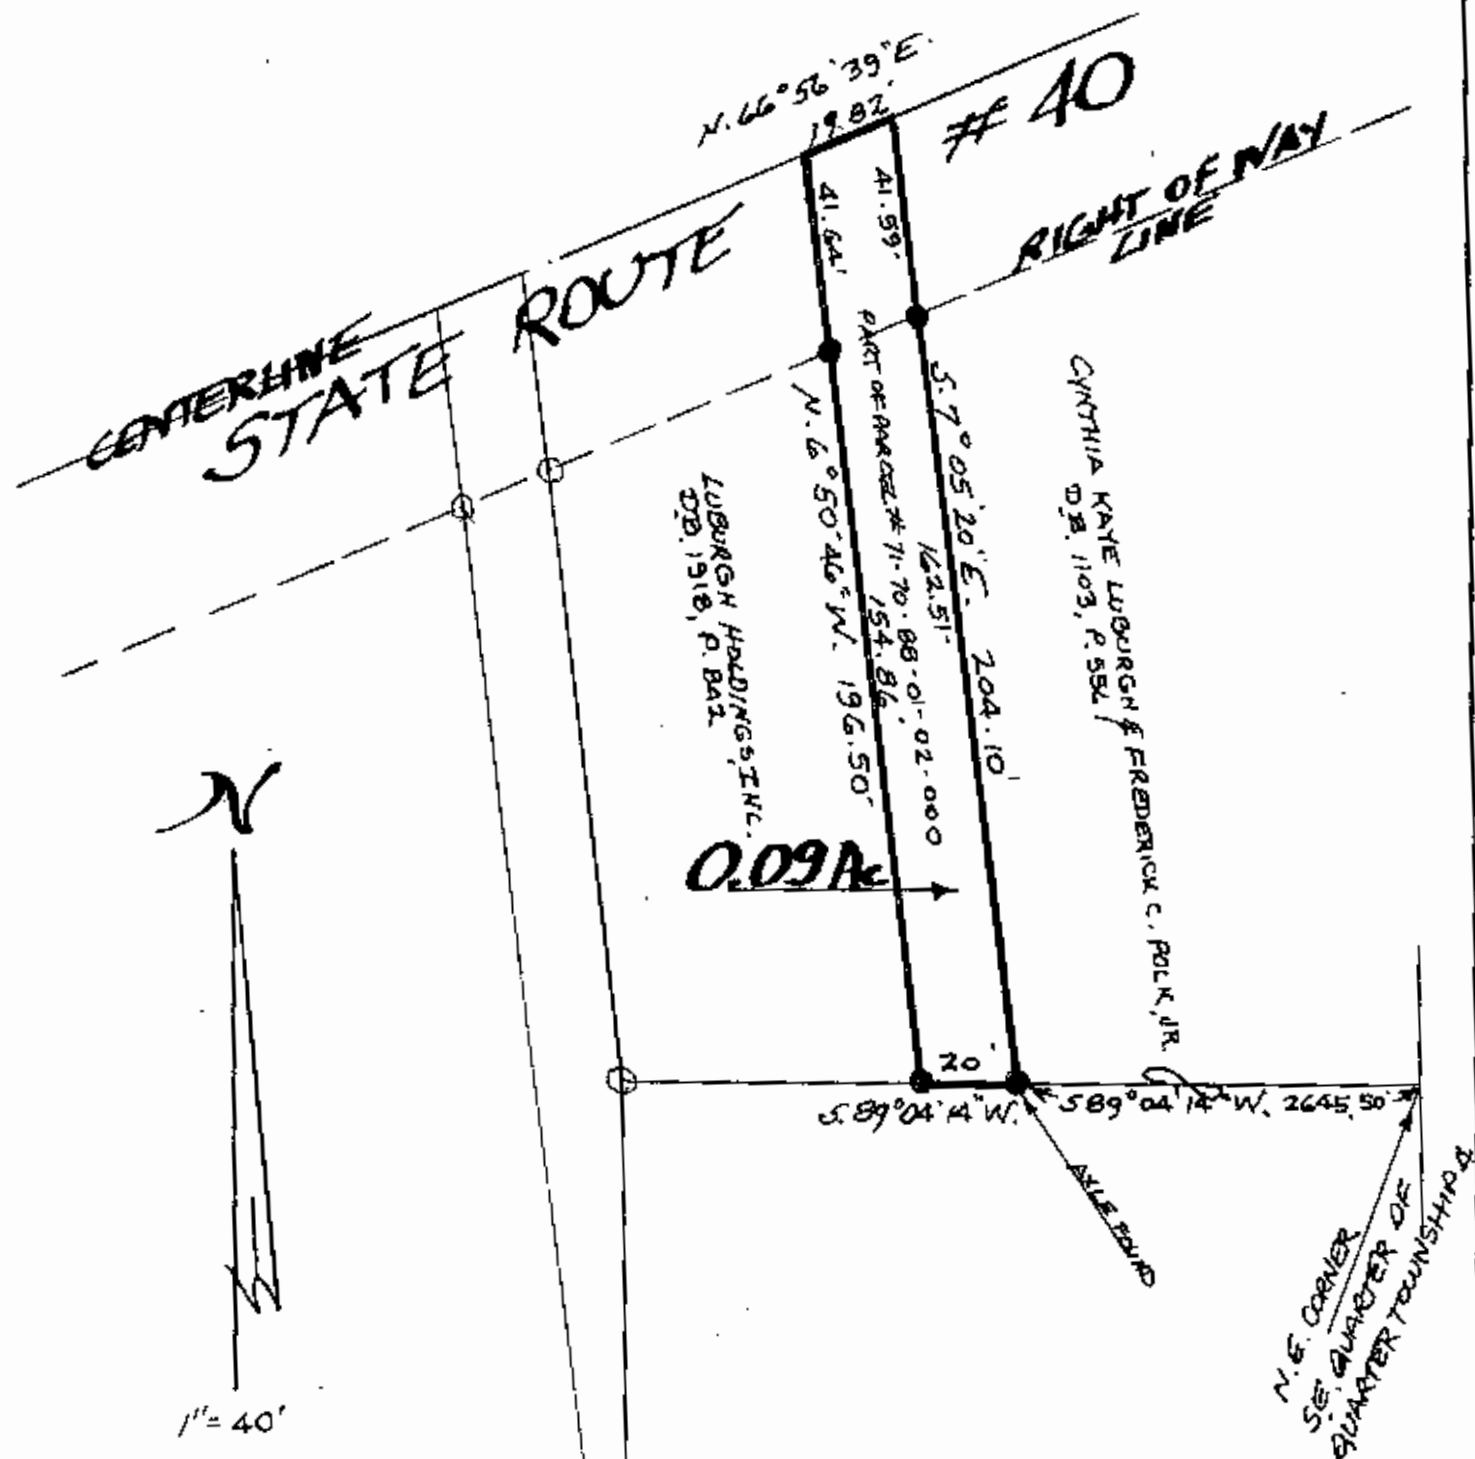 N. 66° 56' 39" E.
19.82'
# 40
CENTERLINE
STATE ROUTE
RIGHT OF WAY
LINE
41.64'
41.59'
N. 6° 50' 46" W. 196.50'
154.86'
PART OF PARCEL # 71-70-88-01-02-000
162.51'
S. 7° 05' 20" E. 204.10'
LUBURGH HOLDINGS, INC.
D.B. 1918, P. 842
CYNTHIA KAYE LUBURGH & FREDERICK C. POLK, JR.
D.B. 1103, P. 556
N
0.09 Ac
20'
S. 89° 04' 14" W.
S 89° 04' 14" W. 2645.50'
AXLE FOUND
N.E. CORNER
S.E. QUARTER OF
QUARTER TOWNSHIP 4
1" = 40'